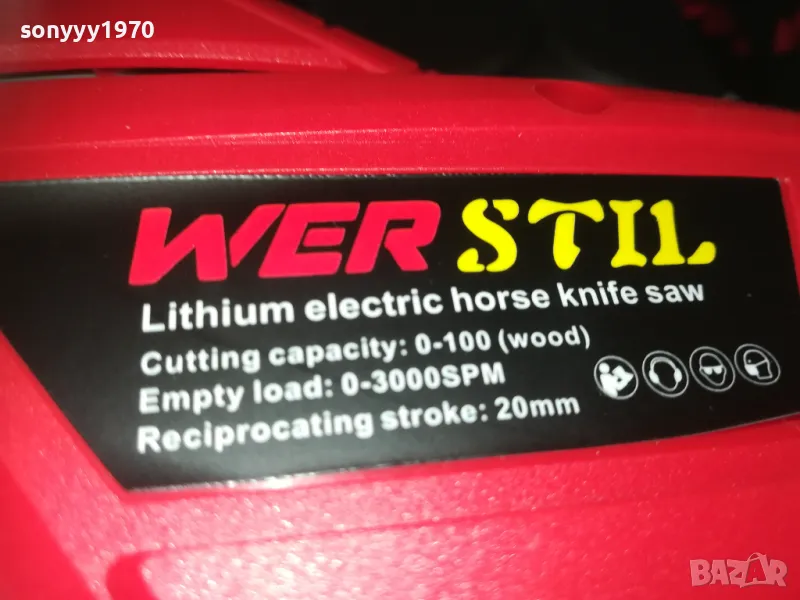 sonyyy1970
WER STIL
Lithium electric horse knife saw
Cutting capacity: 0-100 (wood)
Empty load: 0-3000SPM
Reciprocating stroke: 20mm
BAZAR